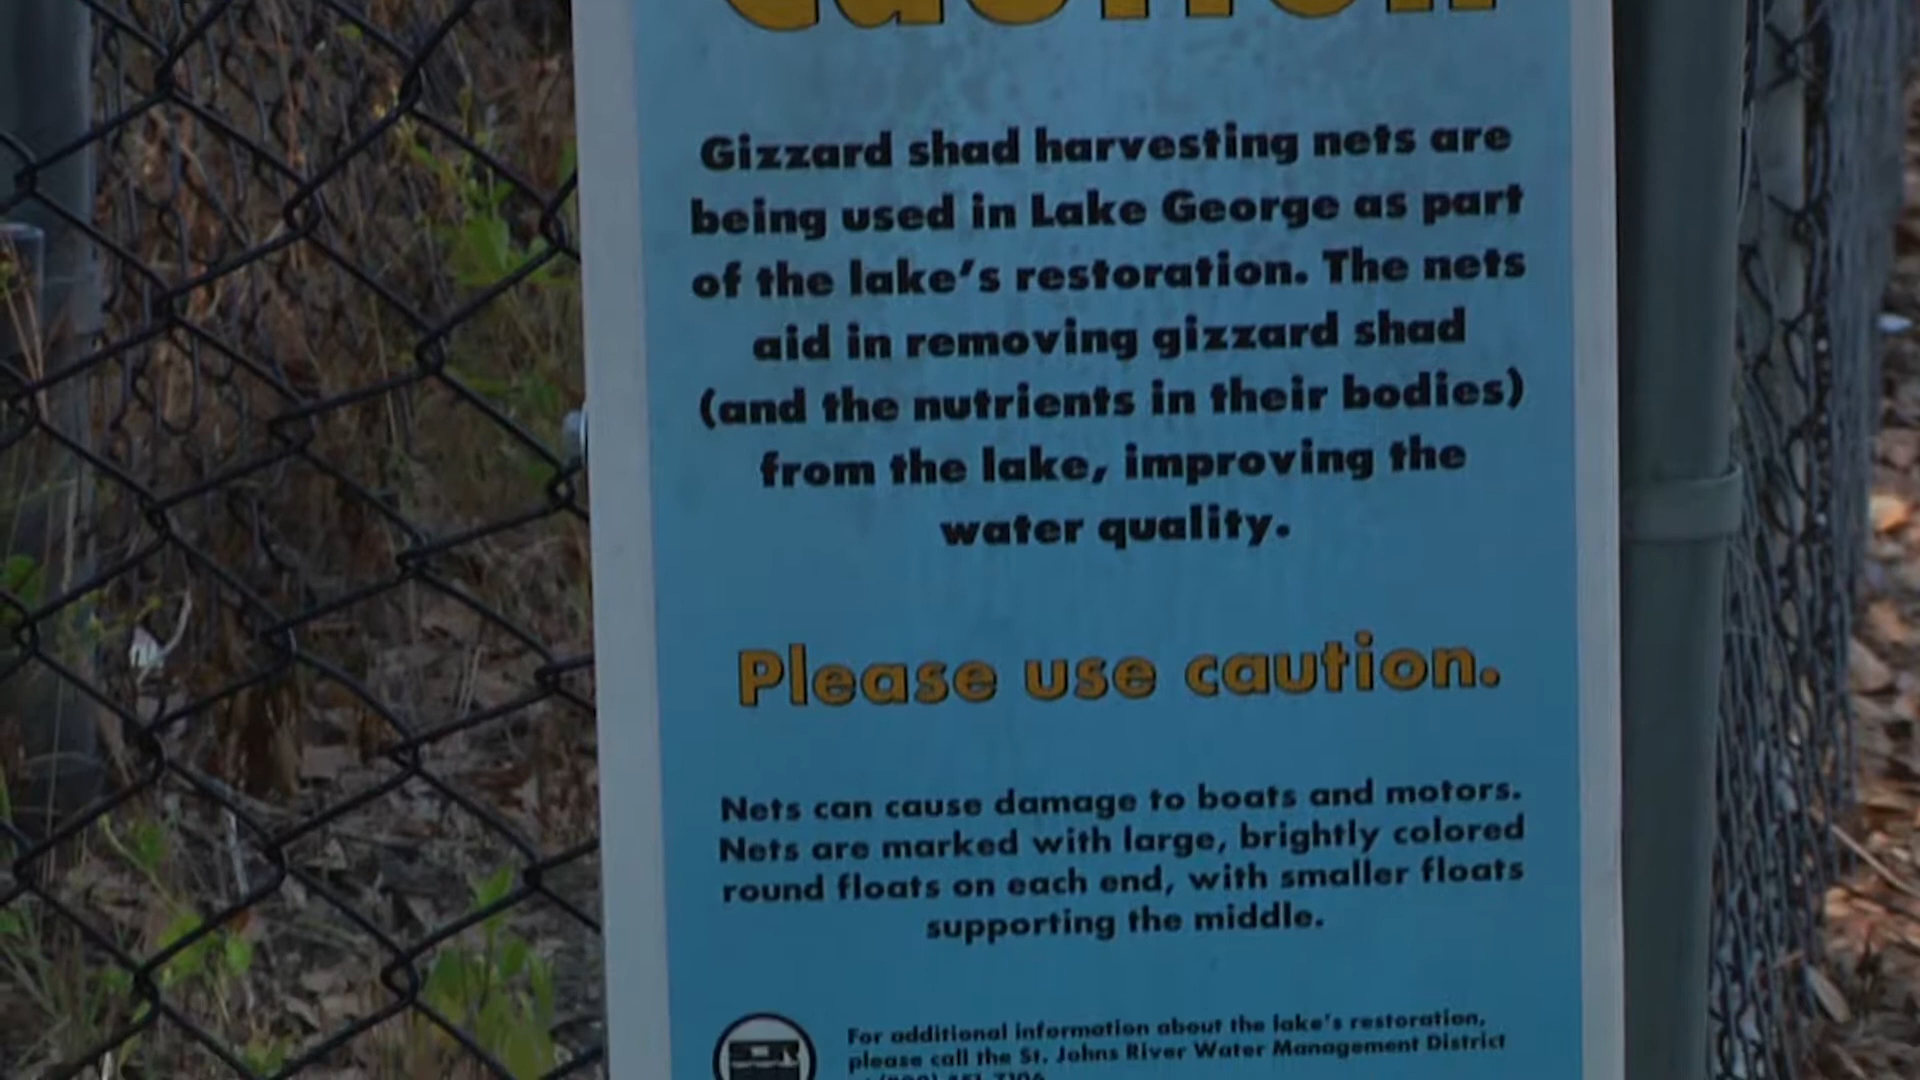 Caution
Gizzard shad harvesting nets are
being used in Lake George as part
of the lake's restoration. The nets
aid in removing gizzard shad
(and the nutrients in their bodies)
from the lake, improving the
water quality.
Please use caution.
Nets can cause damage to boats and motors.
Nets are marked with large, brightly colored
round floats on each end, with smaller floats
supporting the middle.
For additional information about the lake's restoration,
please call the St. Johns River Water Management District